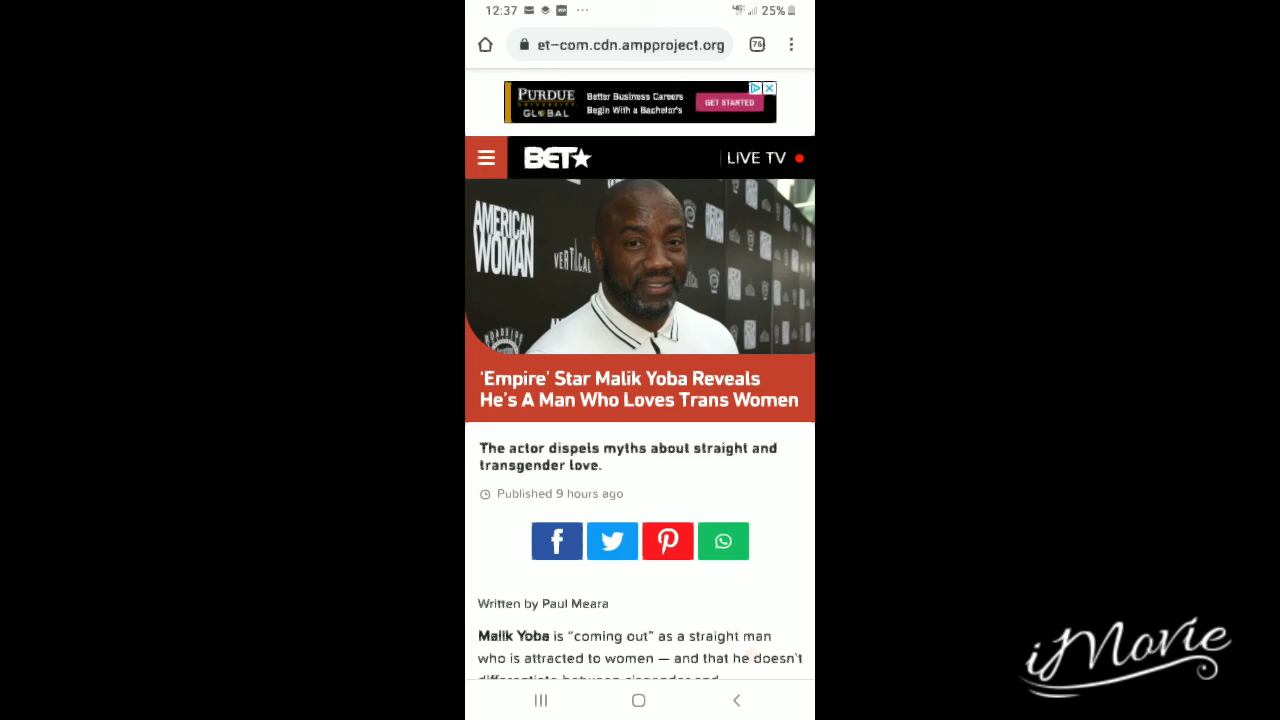 12:37 25%
et-com.cdn.ampproject.org
76
PURDUE
UNIVERSITY
GLOBAL
Better Business Careers
Begin With a Bachelor's
GET STARTED
BET
LIVE TV
AMERICAN
WOMAN
VERTICAL
'Empire' Star Malik Yoba Reveals
He's A Man Who Loves Trans Women
The actor dispels myths about straight and
transgender love.
Published 9 hours ago
Written by Paul Meara
Malik Yoba is “coming out” as a straight man
who is attracted to women — and that he doesn't
iMovie